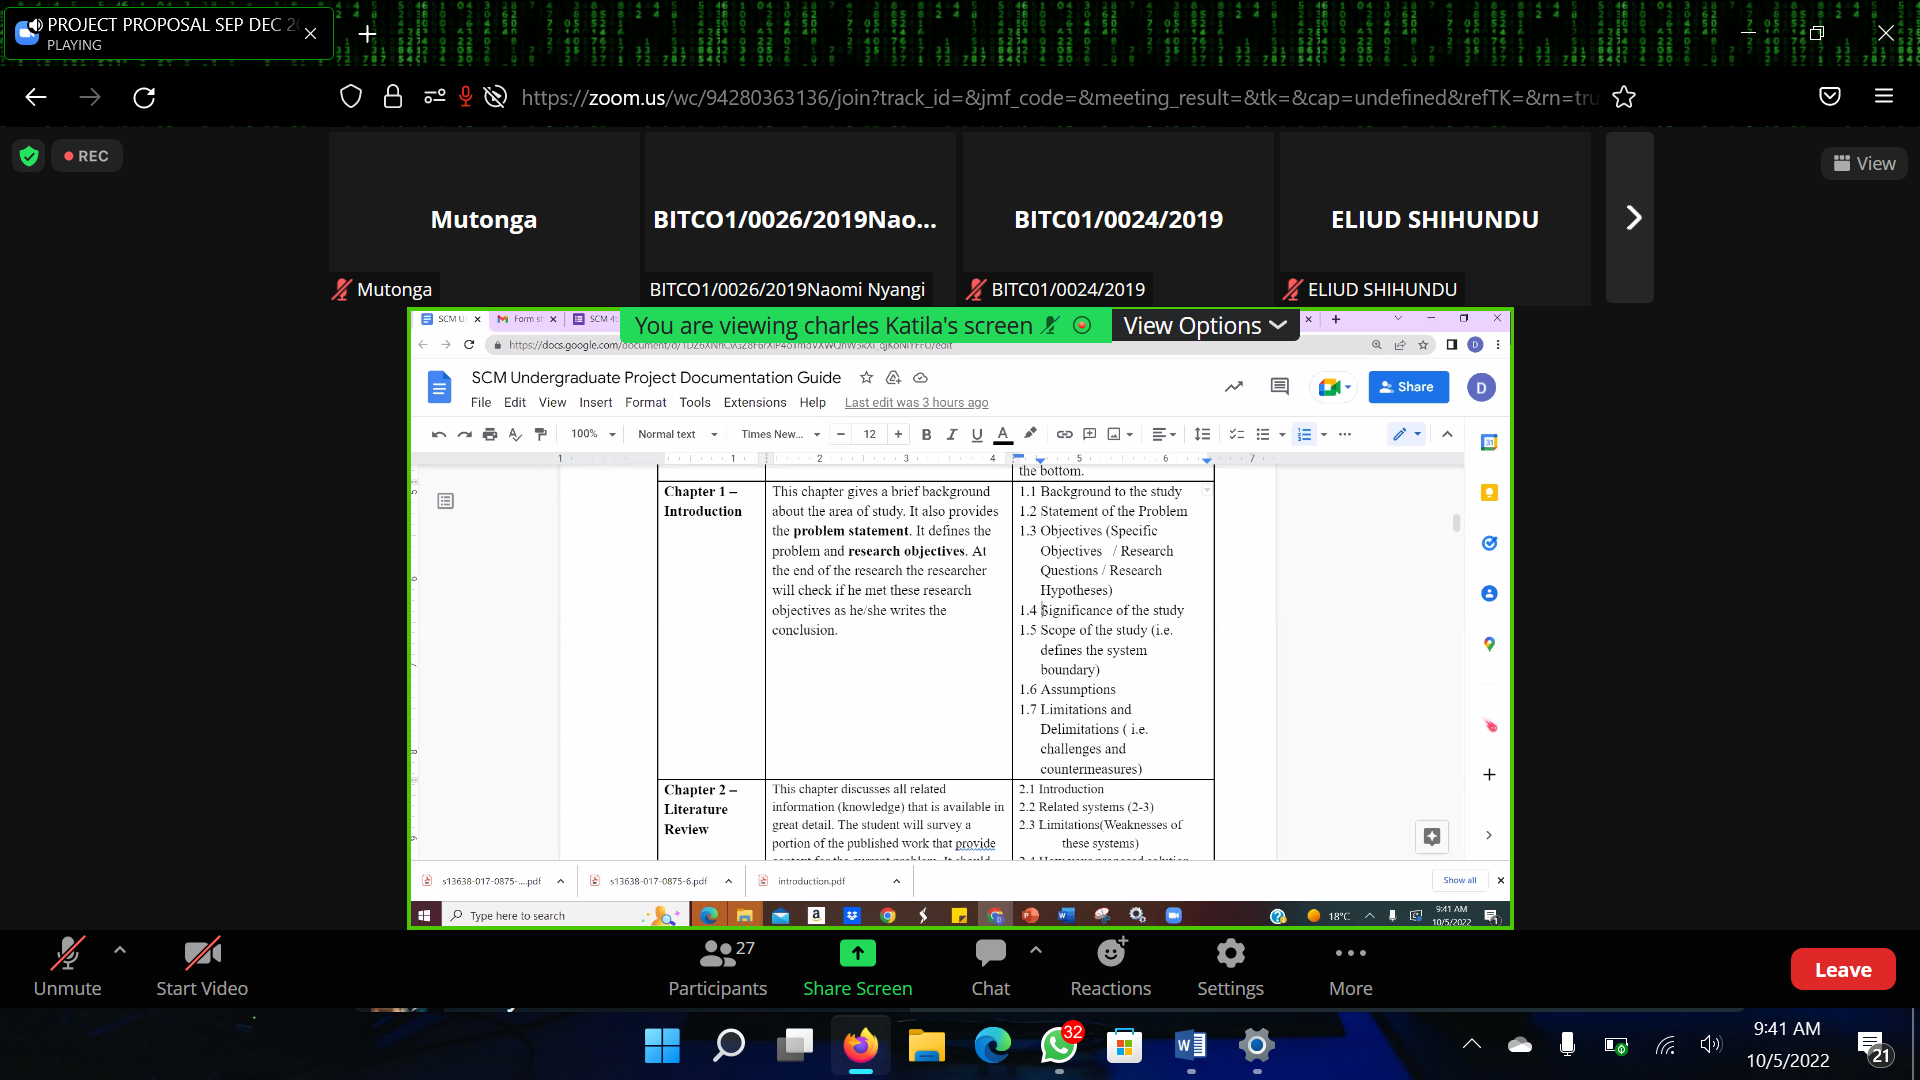 PROJECT PROPOSAL SEP DEC 2
PLAYING
https://zoom.us/wc/94280363136/join?track_id=&jmf_code=&meeting_result=&tk=&cap=undefined&refTK=&rn=tru
REC
View
Mutonga
BITCO1/0026/2019Nao...
BITC01/0024/2019
ELIUD SHIHUNDU
Mutonga
BITCO1/0026/2019Naomi Nyangi
BITC01/0024/2019
ELIUD SHIHUNDU
SCM U
Form s
SCM 4
You are viewing charles Katila's screen
View Options
SCM Undergraduate Project Documentation Guide
Share
D
File Edit View Insert Format Tools Extensions Help Last edit was 3 hours ago
100% Normal text Times New... 12 B I U A
1 1 2 3 4 5 6 7
the bottom.
Chapter 1 –
Introduction
This chapter gives a brief background
about the area of study. It also provides
the problem statement. It defines the
problem and research objectives. At
the end of the research the researcher
will check if he met these research
objectives as he/she writes the
conclusion.
1.1 Background to the study
1.2 Statement of the Problem
1.3 Objectives (Specific
Objectives / Research
Questions / Research
Hypotheses)
1.4 Significance of the study
1.5 Scope of the study (i.e.
defines the system
boundary)
1.6 Assumptions
1.7 Limitations and
Delimitations ( i.e.
challenges and
countermeasures)
Chapter 2 –
Literature
Review
This chapter discusses all related
information (knowledge) that is available in
great detail. The student will survey a
portion of the published work that provide
2.1 Introduction
2.2 Related systems (2-3)
2.3 Limitations(Weaknesses of
these systems)
s13638-017-0875-....pdf
s13638-017-0875-6.pdf
introduction.pdf
Show all
Type here to search
18°C
9:41 AM
10/5/2022
Unmute
Start Video
27
Participants
Share Screen
Chat
Reactions
Settings
More
Leave
32
9:41 AM
10/5/2022
21